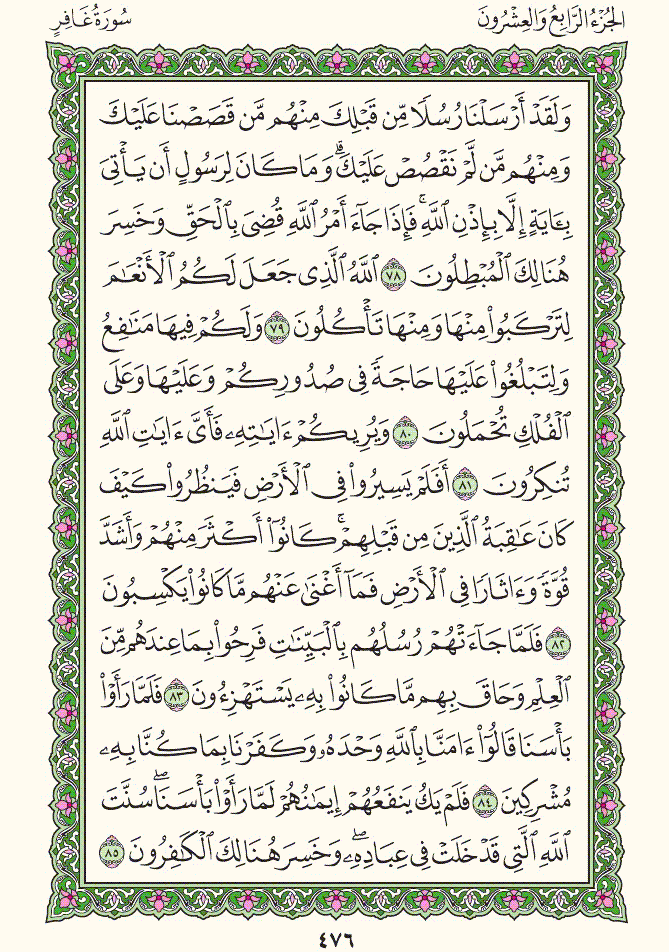 الجُزْءُ الرَّابِعُ وَالعِشْرُونَ
سُورَةُ غَافِرٍ
وَلَقَدْ أَرْسَلْنَا رُسُلًا مِّن قَبْلِكَ مِنْهُم مَّن قَصَصْنَا عَلَيْكَ
وَمِنْهُم مَّن لَّمْ نَقْصُصْ عَلَيْكَۗ وَمَا كَانَ لِرَسُولٍ أَن يَأْتِىَ
بِـَٔايَةٍ إِلَّا بِإِذْنِ ٱللَّهِۚ فَإِذَا جَآءَ أَمْرُ ٱللَّهِ قُضِىَ بِٱلْحَقِّ وَخَسِرَ
هُنَالِكَ ٱلْمُبْطِلُونَ ٧٨ ٱللَّهُ ٱلَّذِى جَعَلَ لَكُمُ ٱلْأَنْعَٰمَ
لِتَرْكَبُوا۟ مِنْهَا وَمِنْهَا تَأْكُلُونَ ٧٩ وَلَكُمْ فِيهَا مَنَٰفِعُ
وَلِتَبْلُغُوا۟ عَلَيْهَا حَاجَةً فِى صُدُورِكُمْ وَعَلَيْهَا وَعَلَى
ٱلْفُلْكِ تُحْمَلُونَ ٨٠ وَيُرِيكُمْ ءَايَٰتِهِۦ فَأَىَّ ءَايَٰتِ ٱللَّهِ
تُنكِرُونَ ٨١ أَفَلَمْ يَسِيرُوا۟ فِى ٱلْأَرْضِ فَيَنظُرُوا۟ كَيْفَ
كَانَ عَٰقِبَةُ ٱلَّذِينَ مِن قَبْلِهِمْۚ كَانُوٓا۟ أَكْثَرَ مِنْهُمْ وَأَشَدَّ
قُوَّةً وَءَاثَارًا فِى ٱلْأَرْضِ فَمَآ أَغْنَىٰ عَنْهُم مَّا كَانُوا۟ يَكْسِبُونَ
٨٢ فَلَمَّا جَآءَتْهُمْ رُسُلُهُم بِٱلْبَيِّنَٰتِ فَرِحُوا۟ بِمَا عِندَهُم مِّنَ
ٱلْعِلْمِ وَحَاقَ بِهِم مَّا كَانُوا۟ بِهِۦ يَسْتَهْزِءُونَ ٨٣ فَلَمَّا رَأَوْا۟
بَأْسَنَا قَالُوٓا۟ ءَامَنَّا بِٱللَّهِ وَحْدَهُۥ وَكَفَرْنَا بِمَا كُنَّا بِهِۦ
مُشْرِكِينَ ٨٤ فَلَمْ يَكُ يَنفَعُهُمْ إِيمَٰنُهُمْ لَمَّا رَأَوْا۟ بَأْسَنَاۖ سُنَّتَ
ٱللَّهِ ٱلَّتِى قَدْ خَلَتْ فِى عِبَادِهِۦۖ وَخَسِرَ هُنَالِكَ ٱلْكَٰفِرُونَ ٨٥
٤٧٦